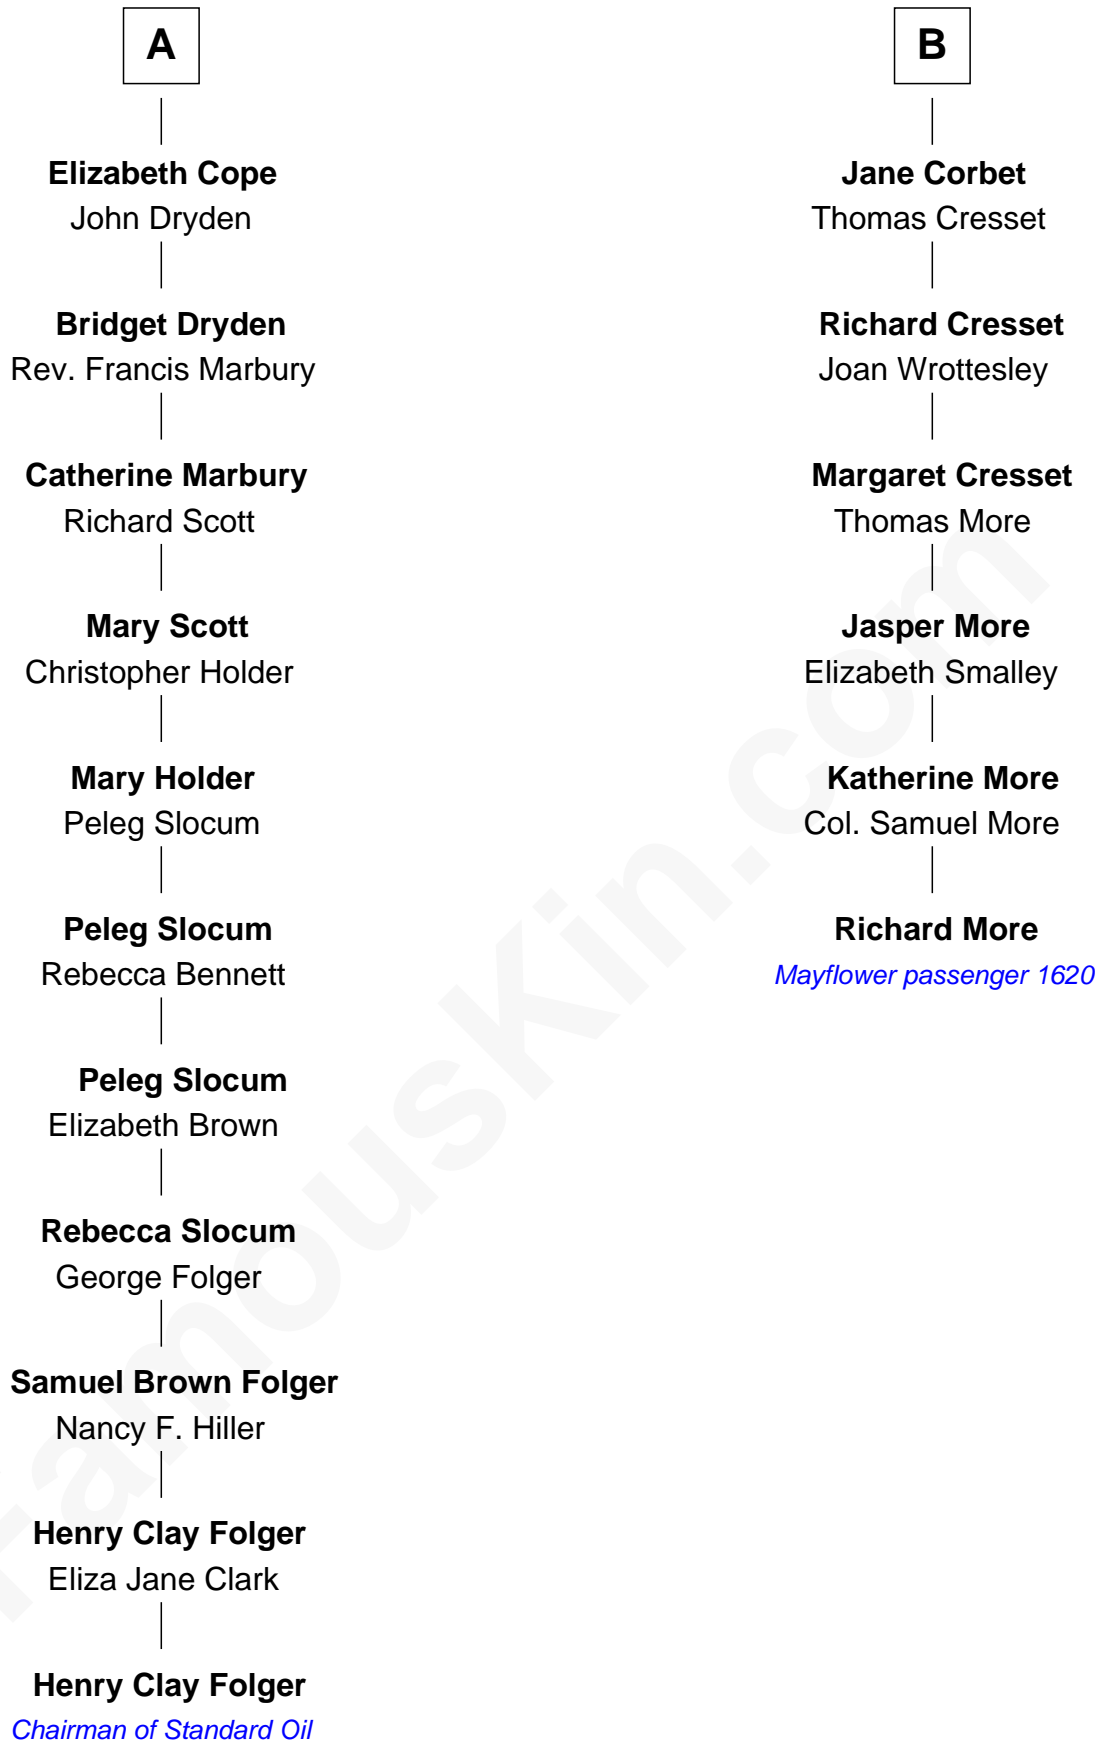 A
Elizabeth Cope
John Dryden
Bridget Dryden
Rev. Francis Marbury
Catherine Marbury
Richard Scott
Mary Scott
Christopher Holder
Mary Holder
Peleg Slocum
Peleg Slocum
Rebecca Bennett
Peleg Slocum
Elizabeth Brown
Rebecca Slocum
George Folger
Samuel Brown Folger
Nancy F. Hiller
Henry Clay Folger
Eliza Jane Clark
Henry Clay Folger
Chairman of Standard Oil
B
Jane Corbet
Thomas Cresset
Richard Cresset
Joan Wrottesley
Margaret Cresset
Thomas More
Jasper More
Elizabeth Smalley
Katherine More
Col. Samuel More
Richard More
Mayflower passenger 1620
FamousKin.com